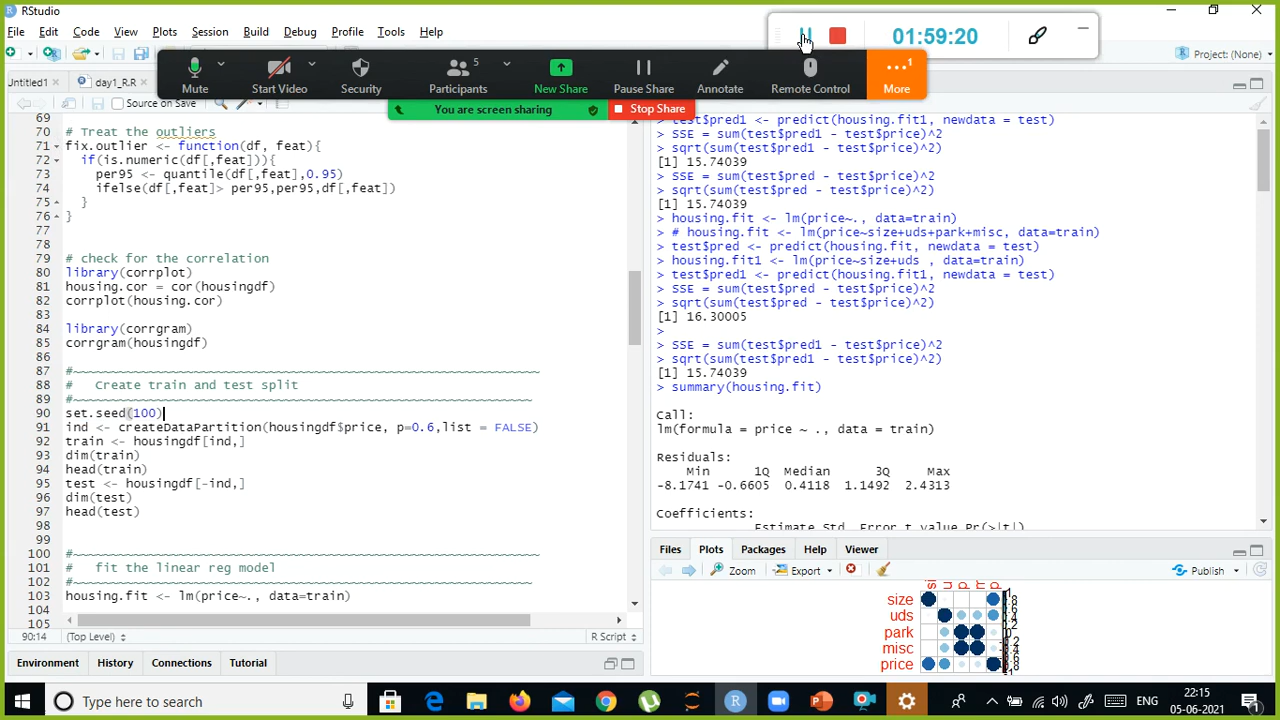 RStudio
File Edit Code View Plots Session Build Debug Profile Tools Help
01:59:20
Project: (None)
Mute
Start Video
Security
5
Participants
New Share
Pause Share
Annotate
Remote Control
1
More
You are screen sharing
Stop Share
Untitled1
day1_R.R
Source on Save
69
70 # Treat the outliers
71 fix.outlier <- function(df, feat){
72 if(is.numeric(df[,feat])){
73 per95 <- quantile(df[,feat],0.95)
74 ifelse(df[,feat]> per95,per95,df[,feat])
75 }
76 }
77
78
79 # check for the correlation
80 library(corrplot)
81 housing.cor = cor(housingdf)
82 corrplot(housing.cor)
83
84 library(corrgram)
85 corrgram(housingdf)
86
87 #~~~~~~~~~~~~~~~~~~~~~~~~~~~~~~~~~~~~~~~~~~~~~~~~~~~~~~~~~
88 # Create train and test split
89 #~~~~~~~~~~~~~~~~~~~~~~~~~~~~~~~~~~~~~~~~~~~~~~~~~~~~~~~~
90 set.seed(100)
91 ind <- createDataPartition(housingdf$price, p=0.6,list = FALSE)
92 train <- housingdf[ind,]
93 dim(train)
94 head(train)
95 test <- housingdf[-ind,]
96 dim(test)
97 head(test)
98
99
100 #~~~~~~~~~~~~~~~~~~~~~~~~~~~~~~~~~~~~~~~~~~~~~~~~~~~~~~~~~
101 # fit the linear reg model
102 #~~~~~~~~~~~~~~~~~~~~~~~~~~~~~~~~~~~~~~~~~~~~~~~~~~~~~~~~
103 housing.fit <- lm(price~., data=train)
104
105
90:14 (Top Level) R Script
Environment History Connections Tutorial
> test$pred1 <- predict(housing.fit1, newdata = test)
> SSE = sum(test$pred1 - test$price)^2
> sqrt(sum(test$pred1 - test$price)^2)
[1] 15.74039
> SSE = sum(test$pred - test$price)^2
> sqrt(sum(test$pred - test$price)^2)
[1] 15.74039
> housing.fit <- lm(price~., data=train)
> # housing.fit <- lm(price~size+uds+park+misc, data=train)
> test$pred <- predict(housing.fit, newdata = test)
> housing.fit1 <- lm(price~size+uds , data=train)
> test$pred1 <- predict(housing.fit1, newdata = test)
> SSE = sum(test$pred - test$price)^2
> sqrt(sum(test$pred - test$price)^2)
[1] 16.30005
>
> SSE = sum(test$pred1 - test$price)^2
> sqrt(sum(test$pred1 - test$price)^2)
[1] 15.74039
> summary(housing.fit)
Call:
lm(formula = price ~ ., data = train)
Residuals:
Min 1Q Median 3Q Max
-8.1741 -0.6605 0.4118 1.1492 2.4313
Coefficients:
Estimate Std. Error t value Pr(>|t|)
Files Plots Packages Help Viewer
Zoom Export Publish
size
uds
park
misc
price
Type here to search
ENG
22:15
05-06-2021
1